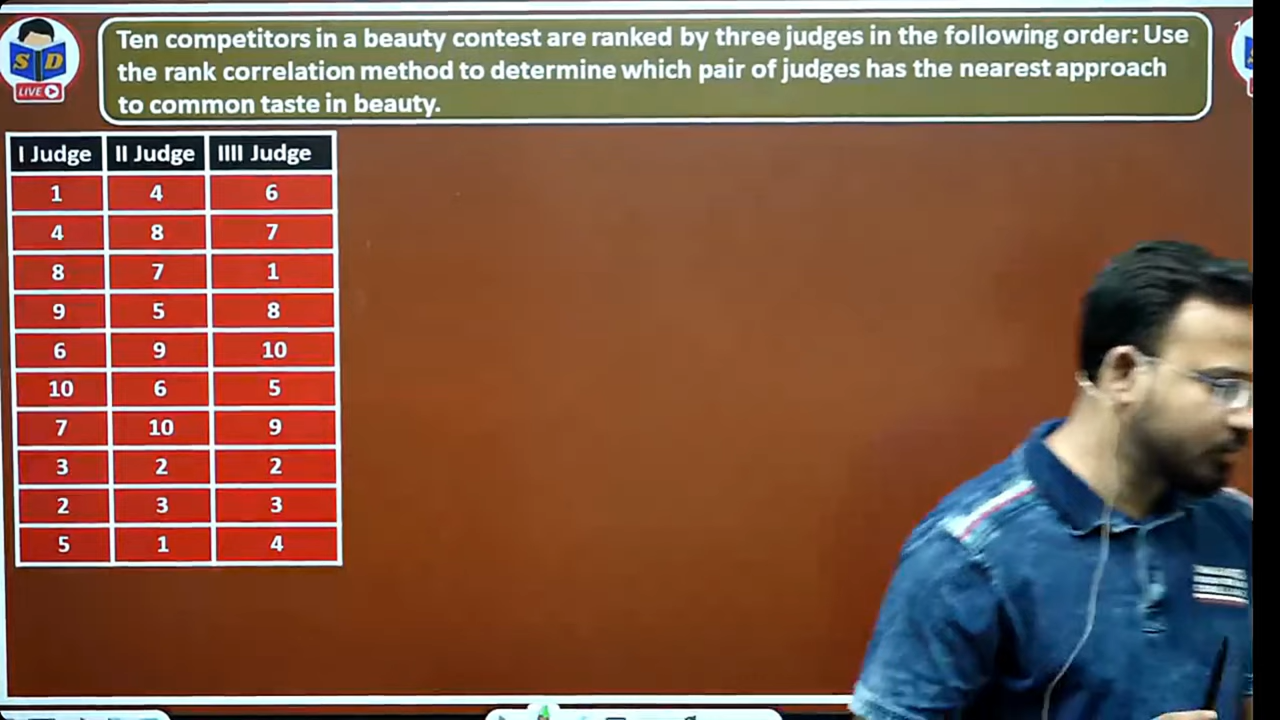 Ten competitors in a beauty contest are ranked by three judges in the following order: Use
the rank correlation method to determine which pair of judges has the nearest approach
to common taste in beauty.
S D
LIVE
I Judge II Judge IIII Judge
1 4 6
4 8 7
8 7 1
9 5 8
6 9 10
10 6 5
7 10 9
3 2 2
2 3 3
5 1 4